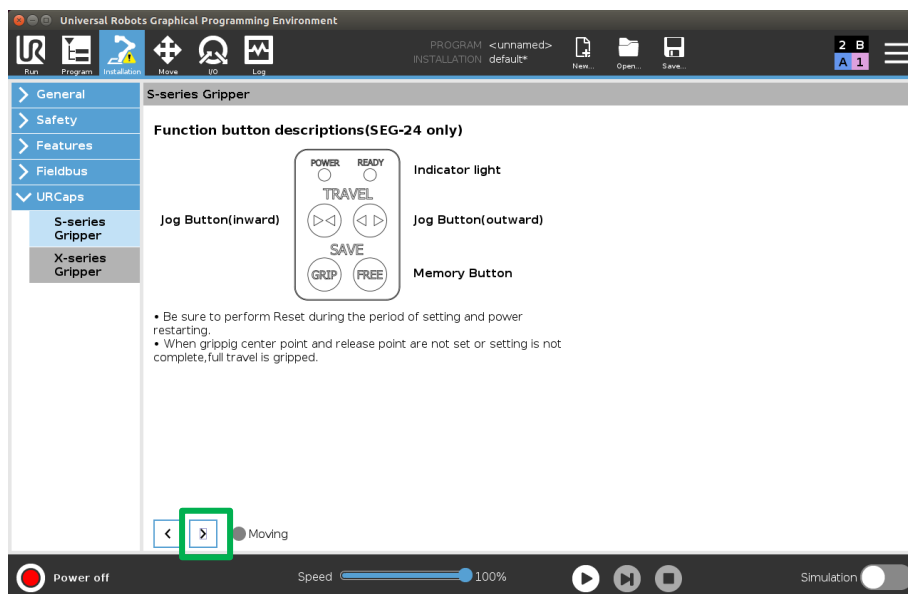 Universal Robots Graphical Programming Environment
Run
Program
Installation
Move
I/O
Log
PROGRAM <unnamed>
INSTALLATION default*
New...
Open...
Save...
2 B
A 1
General
Safety
Features
Fieldbus
URCaps
S-series
Gripper
X-series
Gripper
S-series Gripper
Function button descriptions(SEG-24 only)
POWER READY
Indicator light
TRAVEL
Jog Button(inward)
Jog Button(outward)
SAVE
GRIP FREE
Memory Button
• Be sure to perform Reset during the period of setting and power
restarting.
• When grippig center point and release point are not set or setting is not
complete,full travel is gripped.
Moving
Power off
Speed
100%
Simulation